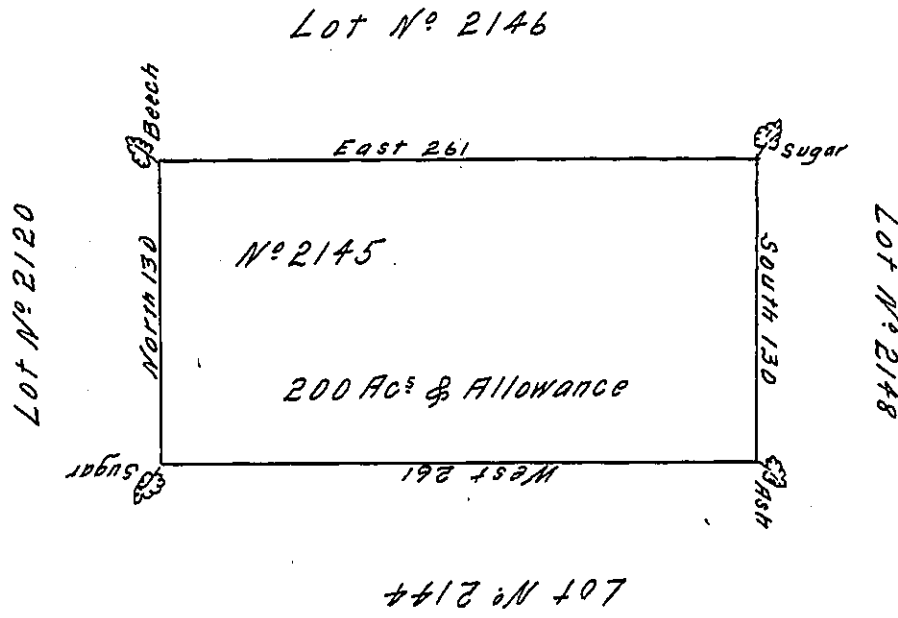 Lot Nº 2146
Beech
East 261
Sugar
Lot Nº 2120
North 130
Nº 2145
South 130
Lot Nº 2148
200 Acs & Allowance
Sugar
West 261
Ash
Lot Nº 2144